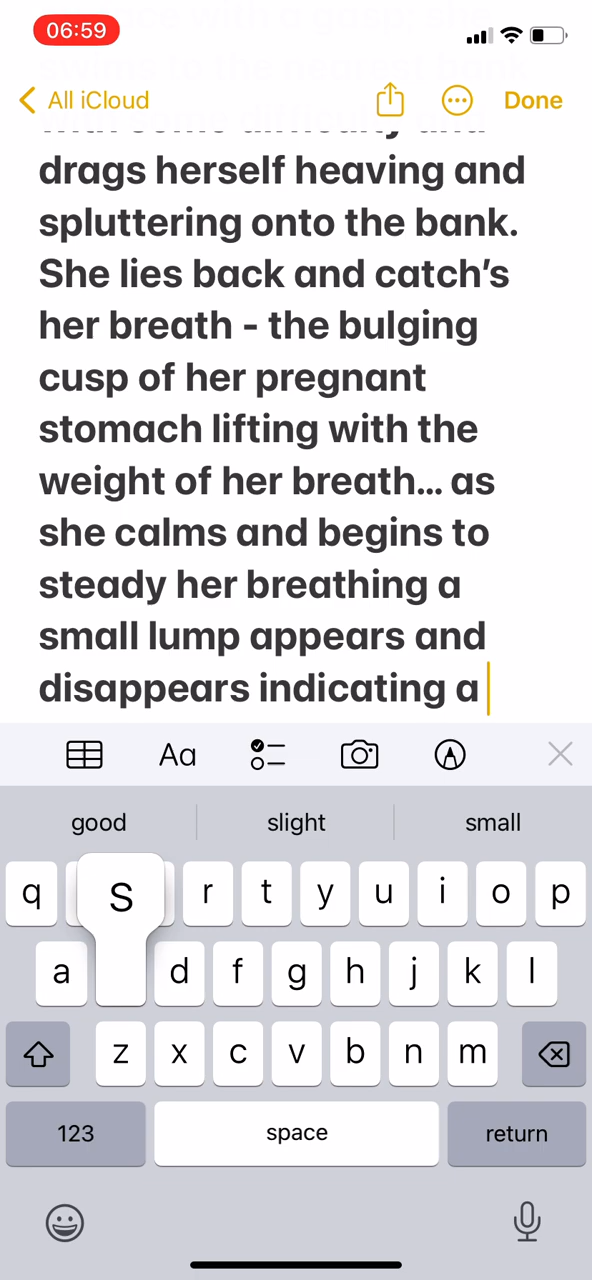 06:59
All iCloud
Done
drags herself heaving and
spluttering onto the bank.
She lies back and catch's
her breath - the bulging
cusp of her pregnant
stomach lifting with the
weight of her breath... as
she calms and begins to
steady her breathing a
small lump appears and
disappears indicating a
Aa
good slight small
q r t y u i o p
S
a d f g h j k l
z x c v b n m
123 space return